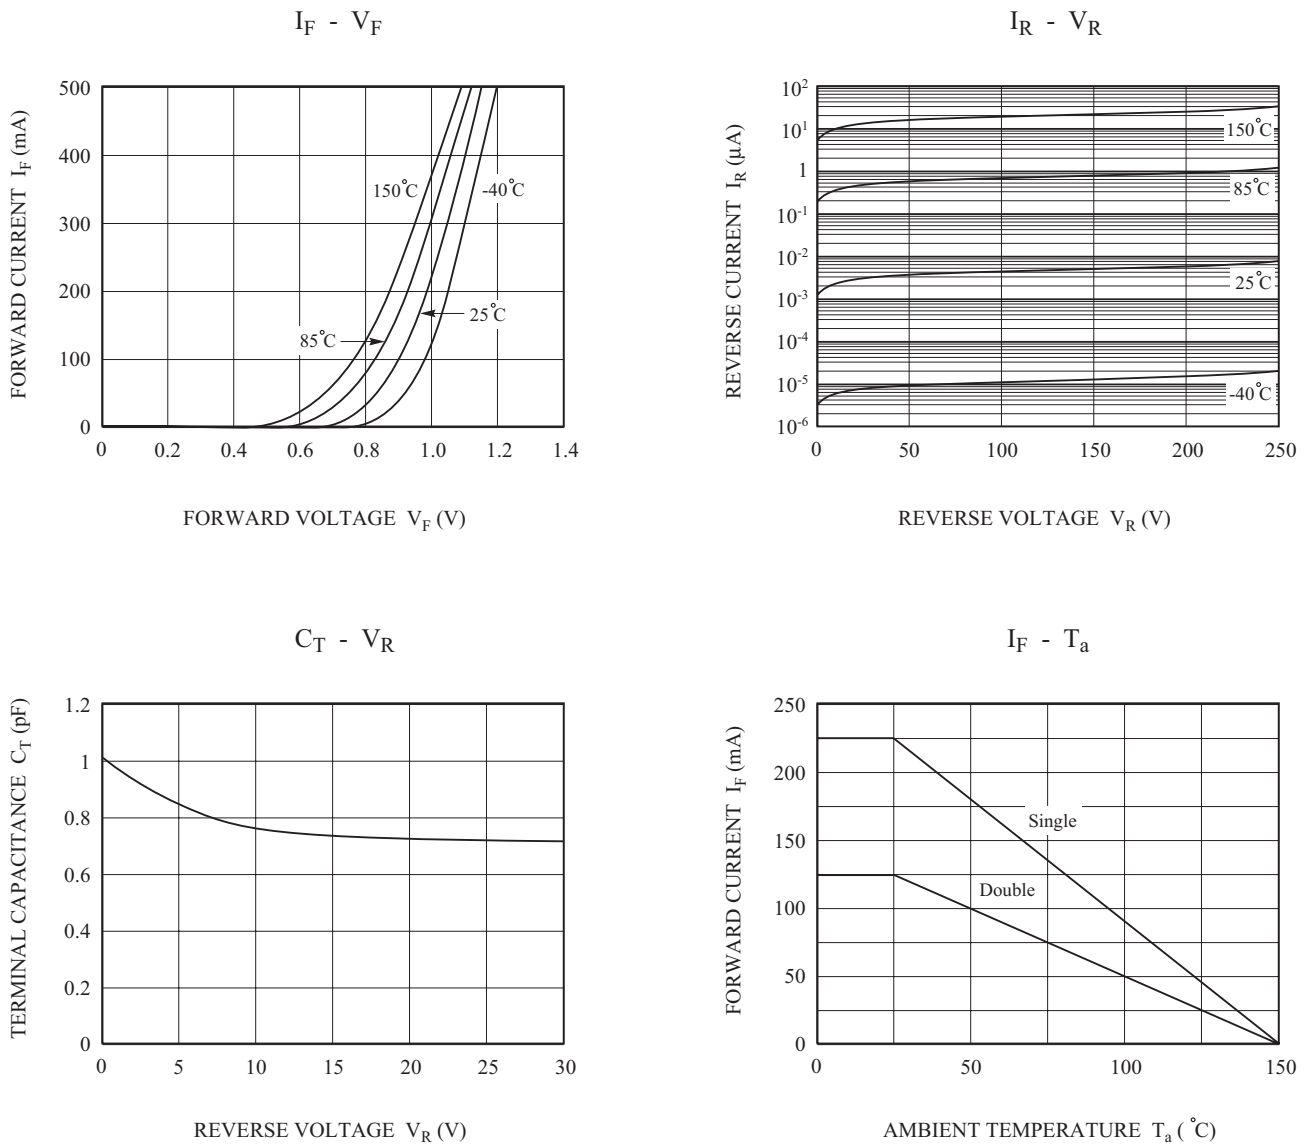 I_F - V_F
FORWARD CURRENT I_F (mA)
500
400
300
200
100
0
150°C
-40°C
25°C
85°C
0 0.2 0.4 0.6 0.8 1.0 1.2 1.4
FORWARD VOLTAGE V_F (V)
I_R - V_R
REVERSE CURRENT I_R (μA)
10^2
10^1
1
10^-1
10^-2
10^-3
10^-4
10^-5
10^-6
150°C
85°C
25°C
-40°C
0 50 100 150 200 250
REVERSE VOLTAGE V_R (V)
C_T - V_R
TERMINAL CAPACITANCE C_T (pF)
1.2
1
0.8
0.6
0.4
0.2
0
0 5 10 15 20 25 30
REVERSE VOLTAGE V_R (V)
I_F - T_a
FORWARD CURRENT I_F (mA)
250
200
150
100
50
0
Single
Double
0 50 100 150
AMBIENT TEMPERATURE T_a ( °C)